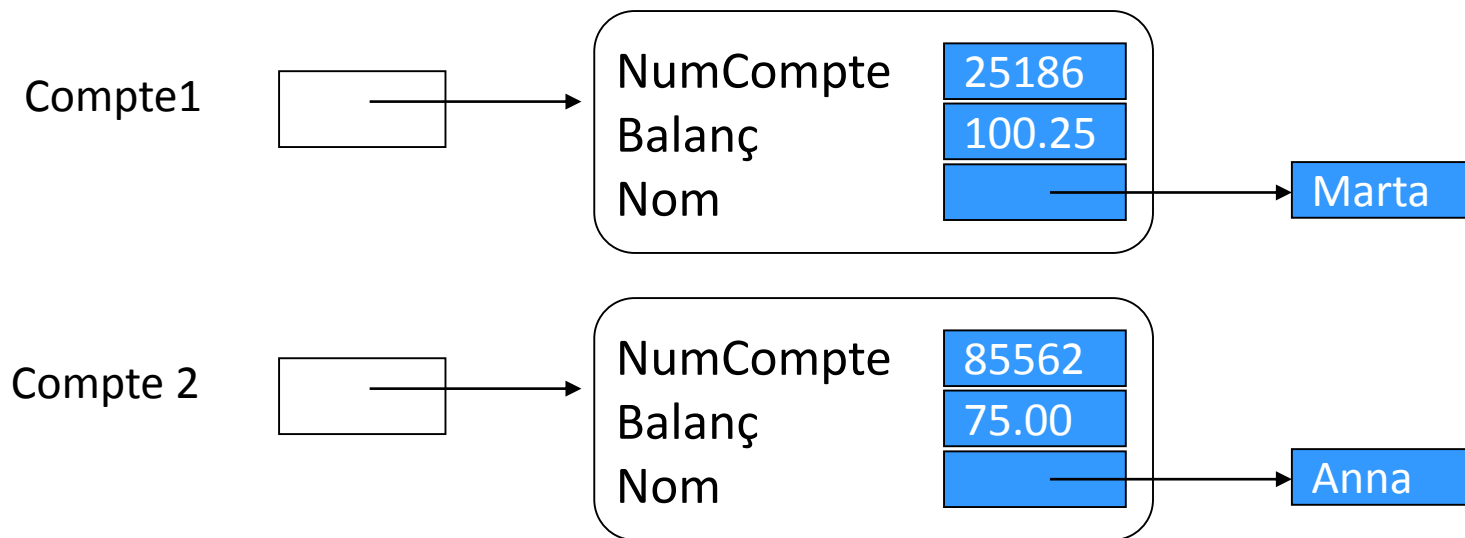 Compte1
NumCompte 25186
Balanç 100.25
Nom Marta
Compte 2
NumCompte 85562
Balanç 75.00
Nom Anna